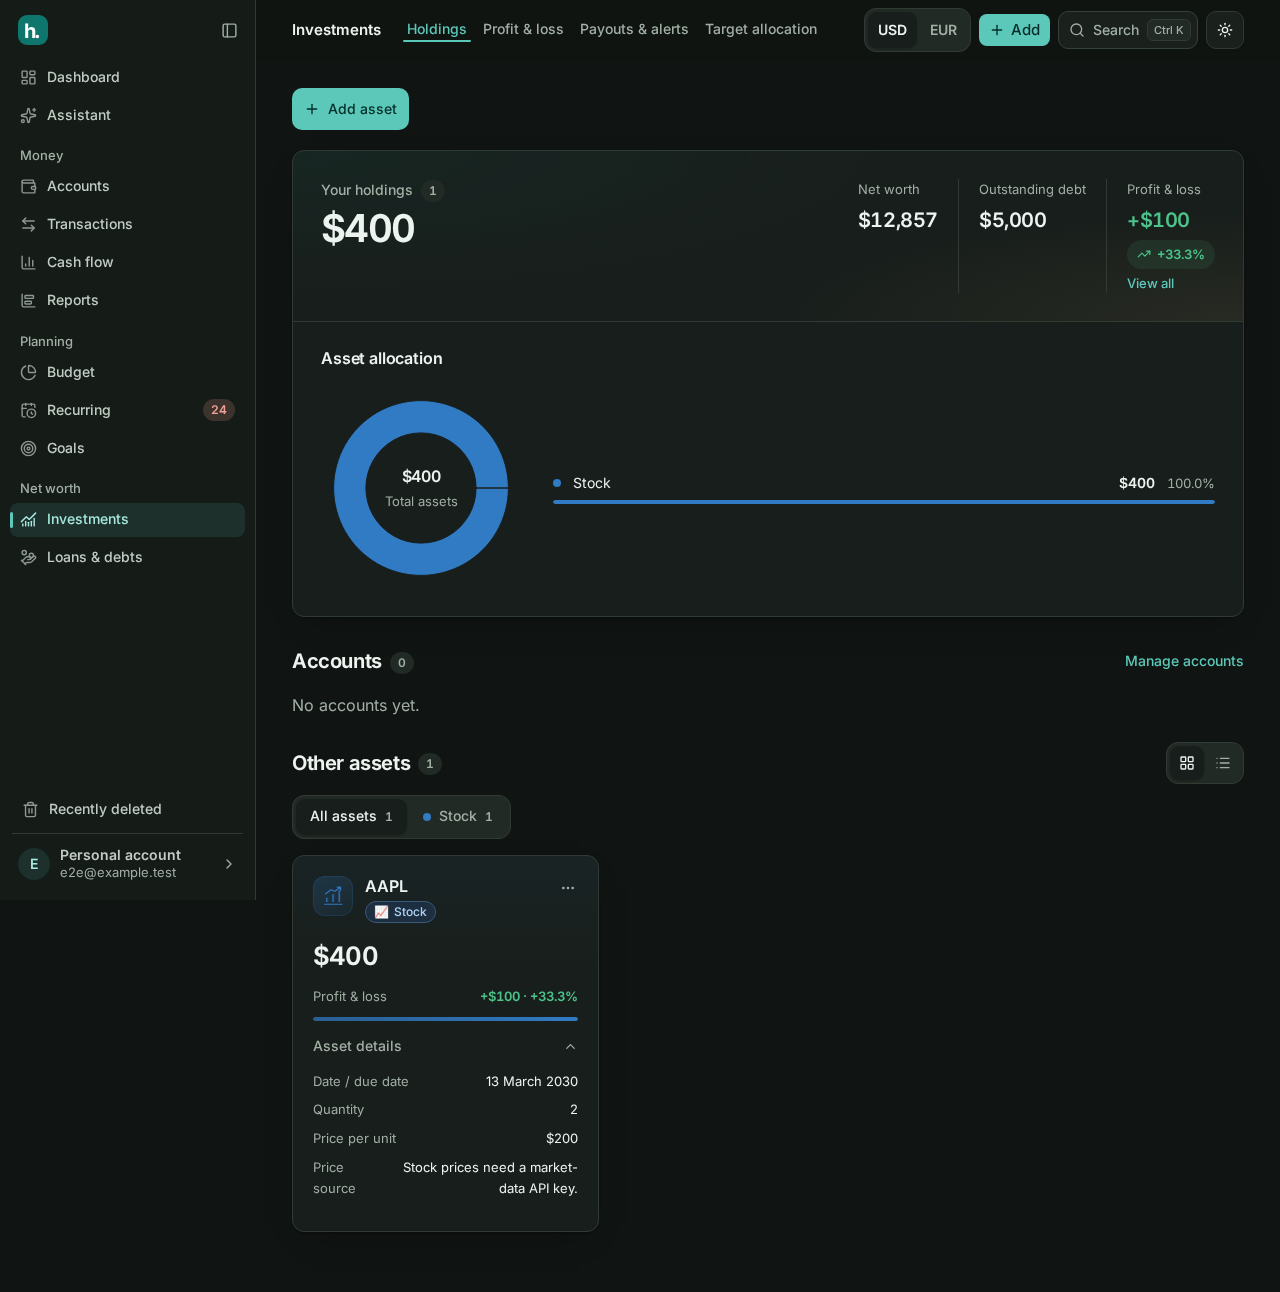 h.
Dashboard
Assistant
Money
Accounts
Transactions
Cash flow
Reports
Planning
Budget
Recurring 24
Goals
Net worth
Investments
Loans & debts
Recently deleted
E
Personal account
e2e@example.test
Investments Holdings Profit & loss Payouts & alerts Target allocation USD EUR Add Search Ctrl K
Add asset
Your holdings 1
$400
Net worth
$12,857
Outstanding debt
$5,000
Profit & loss
+$100
+33.3%
View all
Asset allocation
$400
Total assets
Stock $400 100.0%
Accounts 0 Manage accounts
No accounts yet.
Other assets 1
All assets 1 Stock 1
AAPL
Stock
$400
Profit & loss +$100 · +33.3%
Asset details
Date / due date 13 March 2030
Quantity 2
Price per unit $200
Price source
Stock prices need a market-
data API key.